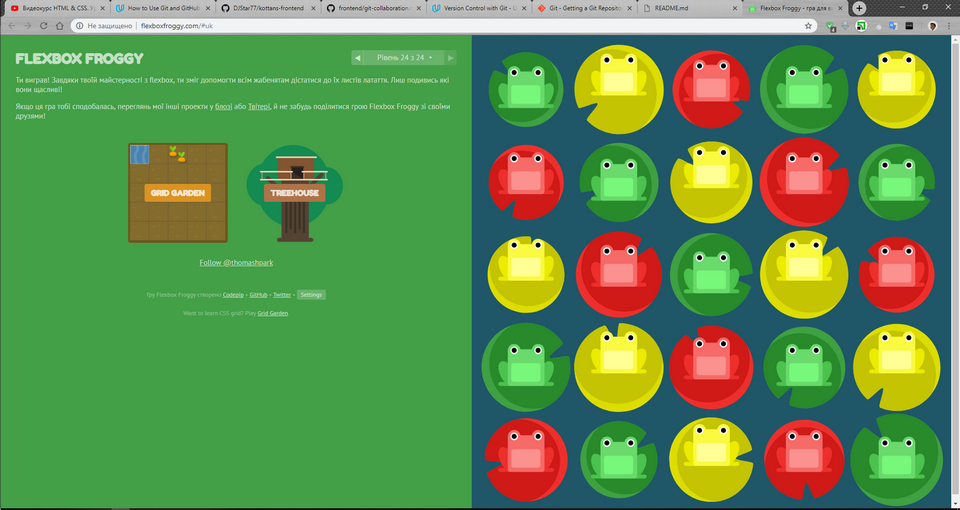 Видеокурс HTML & CSS.
How to Use Git and GitHub
DJStar77/kottans-frontend
frontend/git-collaboration
Version Control with Git -
Git - Getting a Git Reposito
README.md
Flexbox Froggy - гра для в
Не защищено
flexboxfroggy.com/#uk
FLEXBOX FROGGY
Рівень 24 з 24
Ти виграв! Завдяки твоїй майстерності з flexbox, ти зміг допомогти всім жабенятам дістатися до їх листів латаття. Лиш подивись які
вони щасливі!
Якщо ця гра тобі сподобалась, переглянь мої інші проекти у блозі або Твітері, й не забудь поділитися грою Flexbox Froggy зі своїми
друзями!
GRID GARDEN
TREEHOUSE
Follow @thomashpark
Гру Flexbox Froggy створено Codepip • GitHub • Twitter • Settings
Want to learn CSS grid? Play Grid Garden.